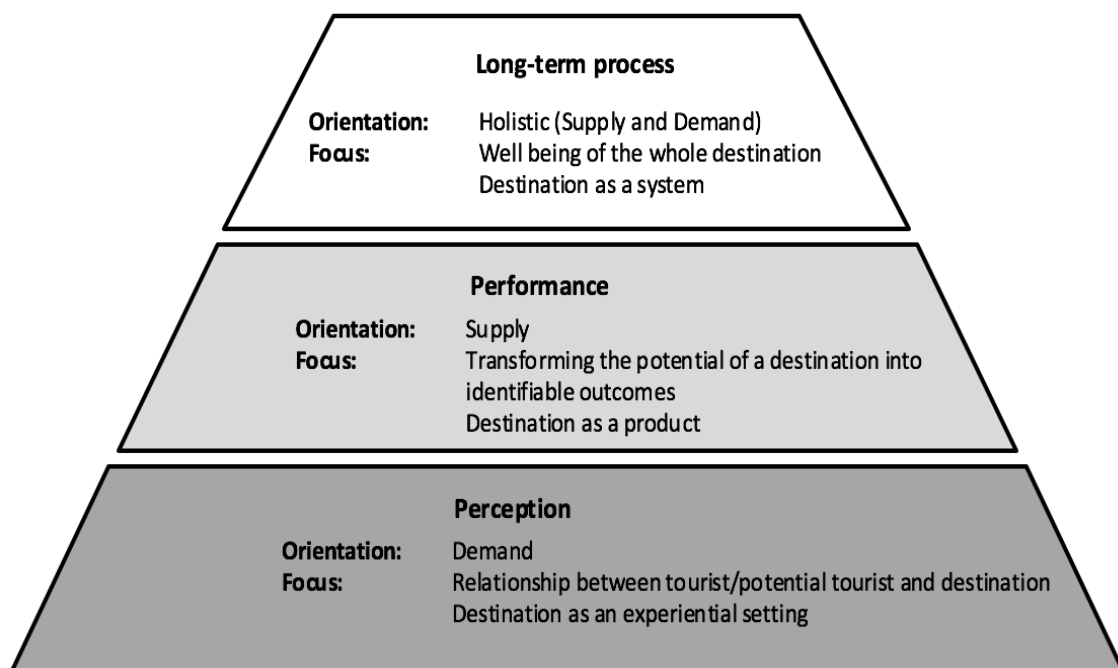 Long-term process
Orientation: Holistic (Supply and Demand)
Focus: Well being of the whole destination
Destination as a system
Performance
Orientation: Supply
Focus: Transforming the potential of a destination into
identifiable outcomes
Destination as a product
Perception
Orientation: Demand
Focus: Relationship between tourist/potential tourist and destination
Destination as an experiential setting